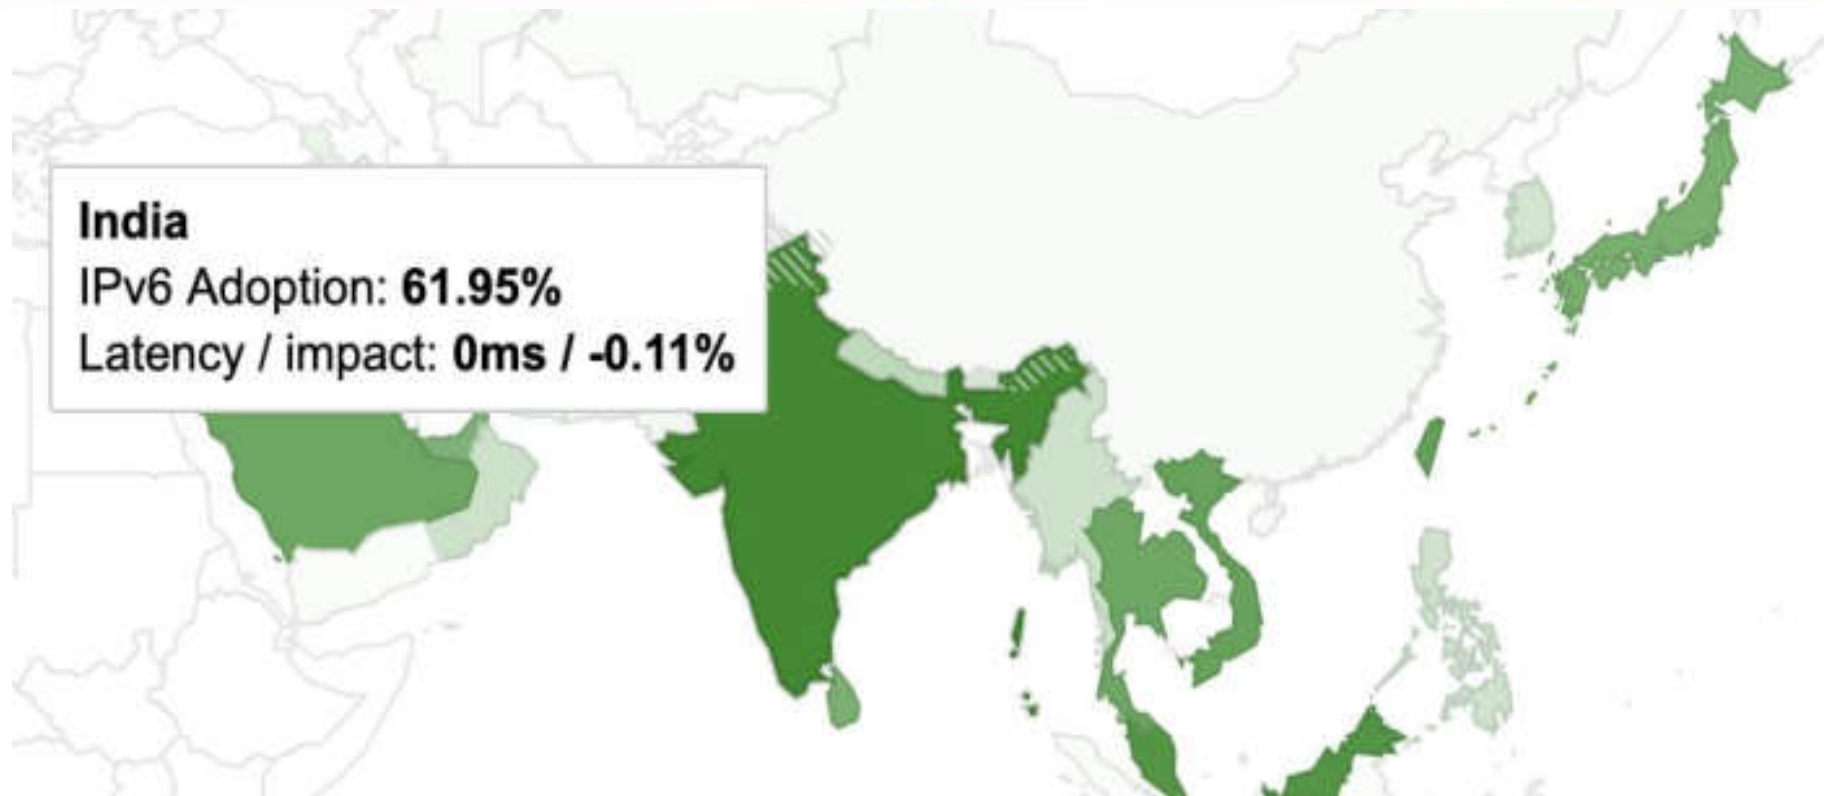 India
IPv6 Adoption: 61.95%
Latency / impact: 0ms / -0.11%